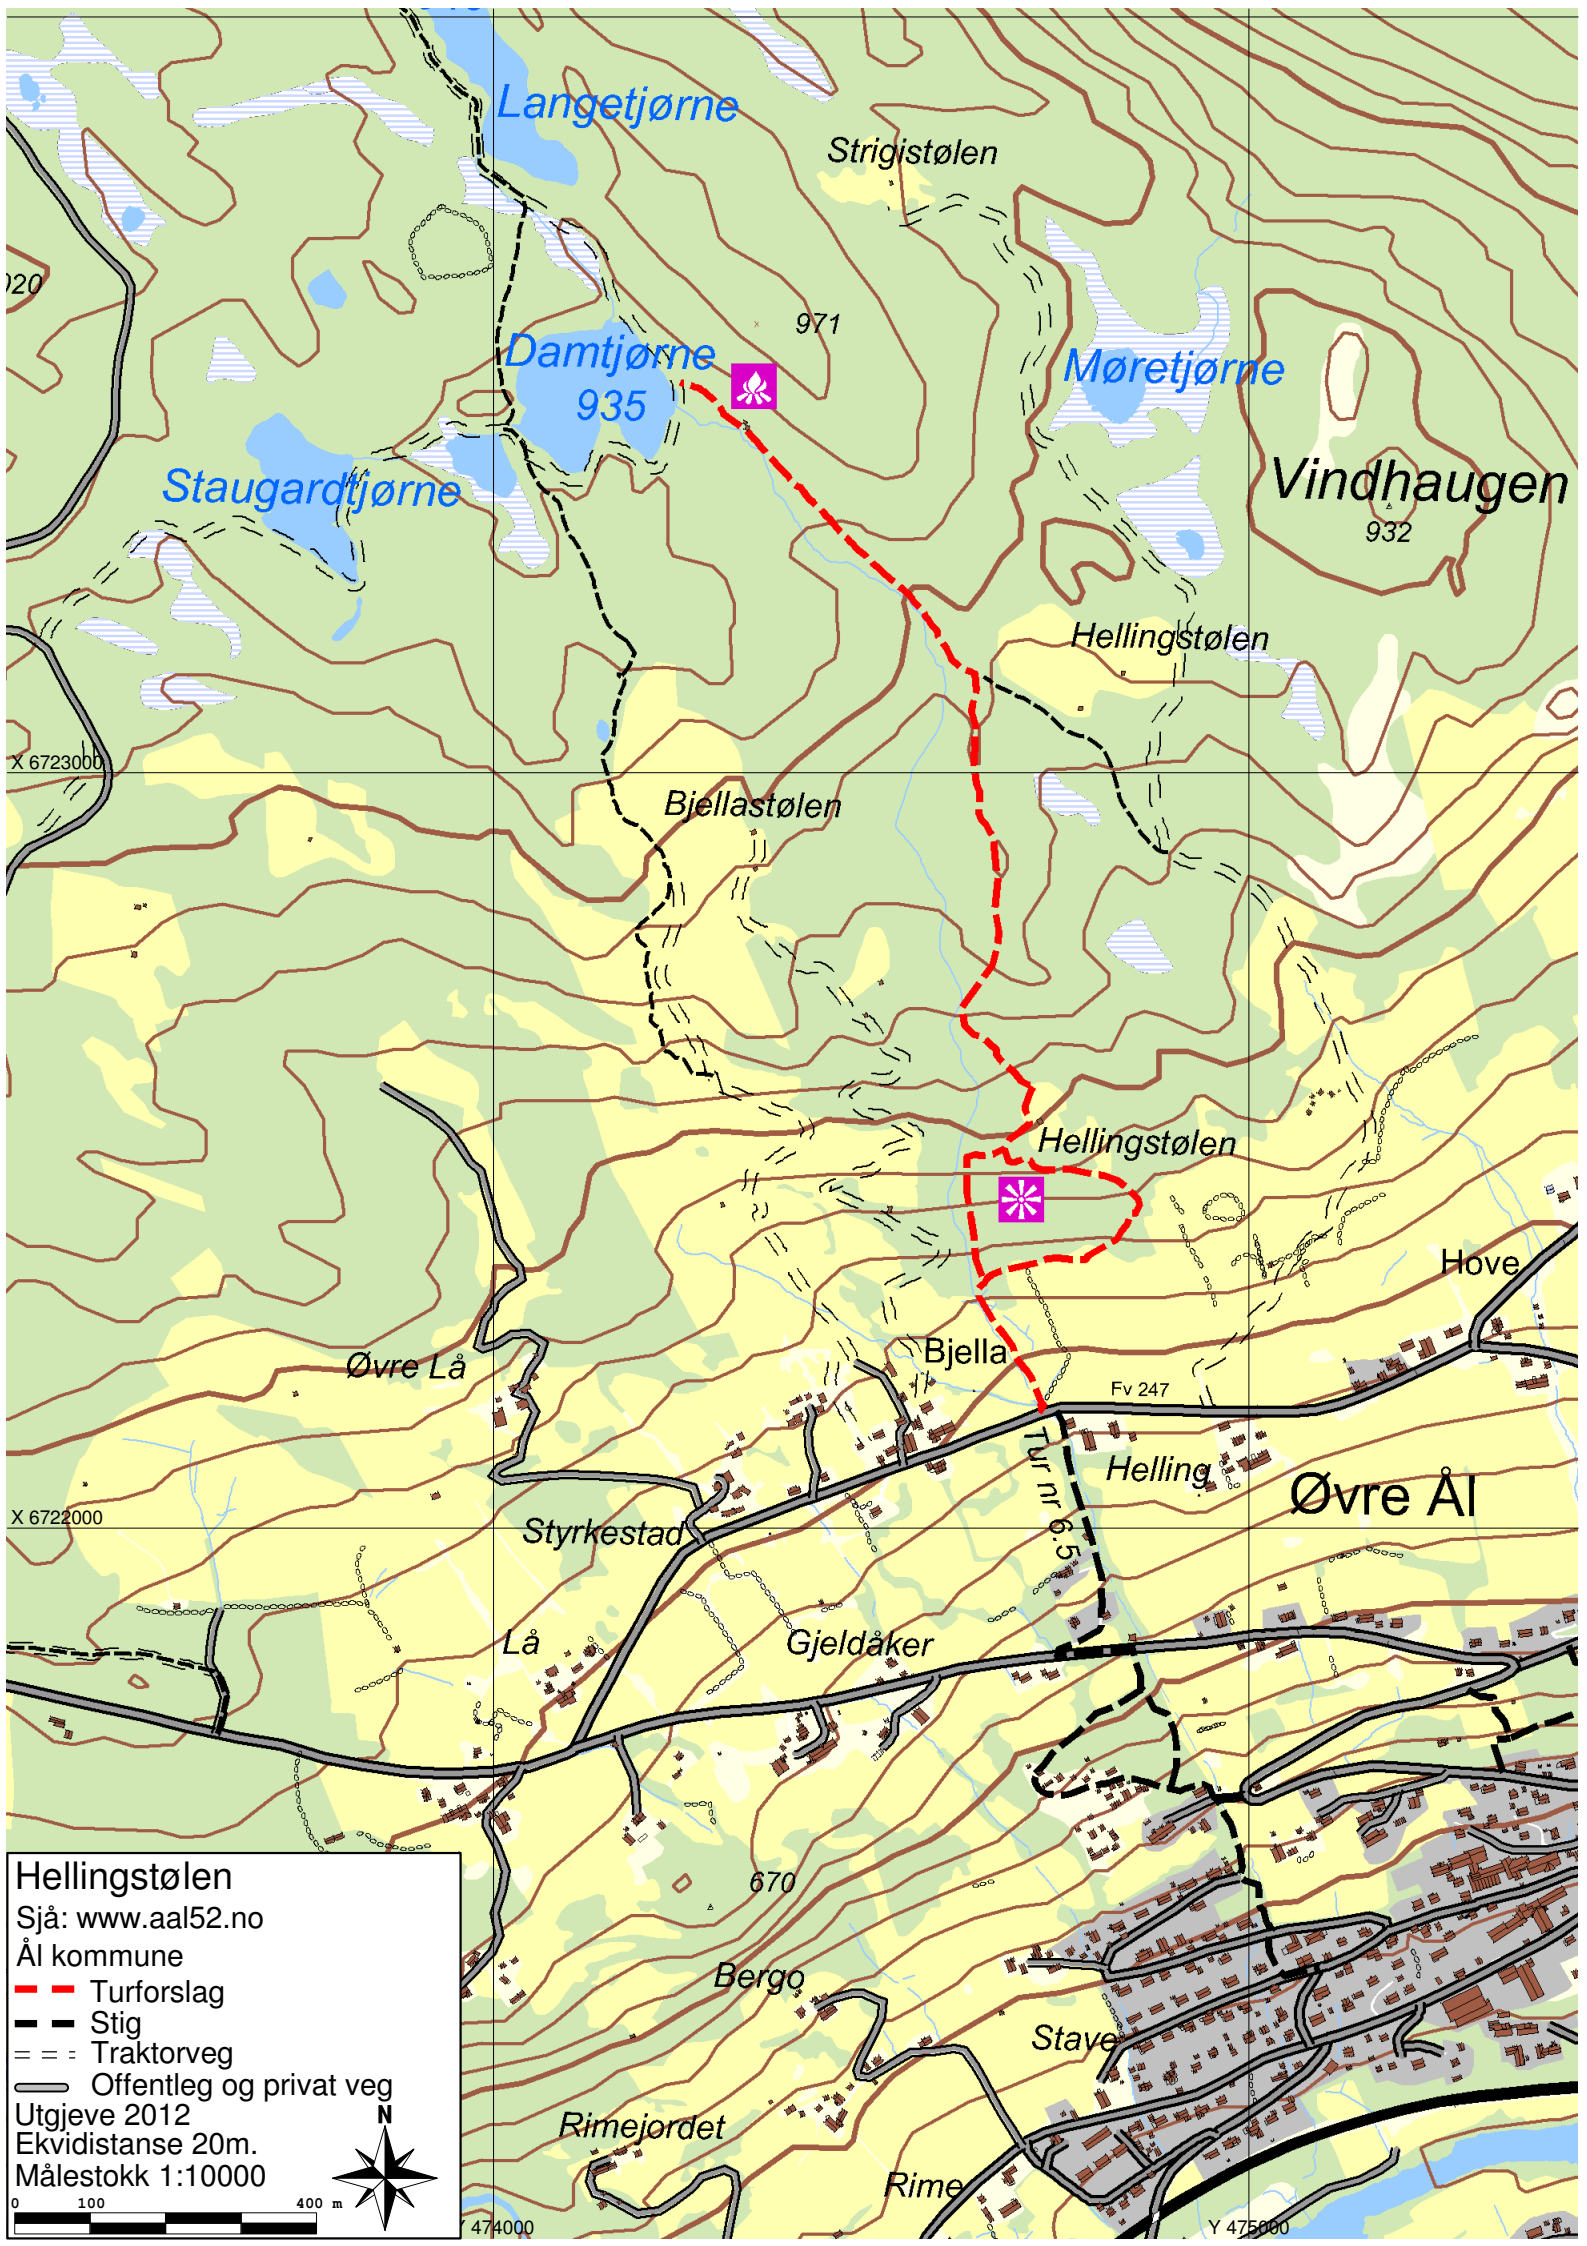 Langetjørne
Strigistølen
020
971
Damtjørne
935
Møretjørne
Staugardtjørne
Vindhaugen
932
Hellingstølen
X 6723000
Bjellastølen
Hellingstølen
Hove
Bjella
Øvre Lå
Fv 247
Tur nr 6.5
Helling
Øvre Ål
X 6722000
Styrkestad
Lå
Gjeldåker
670
Bergo
Stave
Rimejordet
Rime
Hellingstølen
Sjå: www.aal52.no
Ål kommune
Turforslag
Stig
Traktorveg
Offentleg og privat veg
Utgjeve 2012
N
Ekvidistanse 20m.
Målestokk 1:10000
0 100 400 m
Y 474000
Y 475000